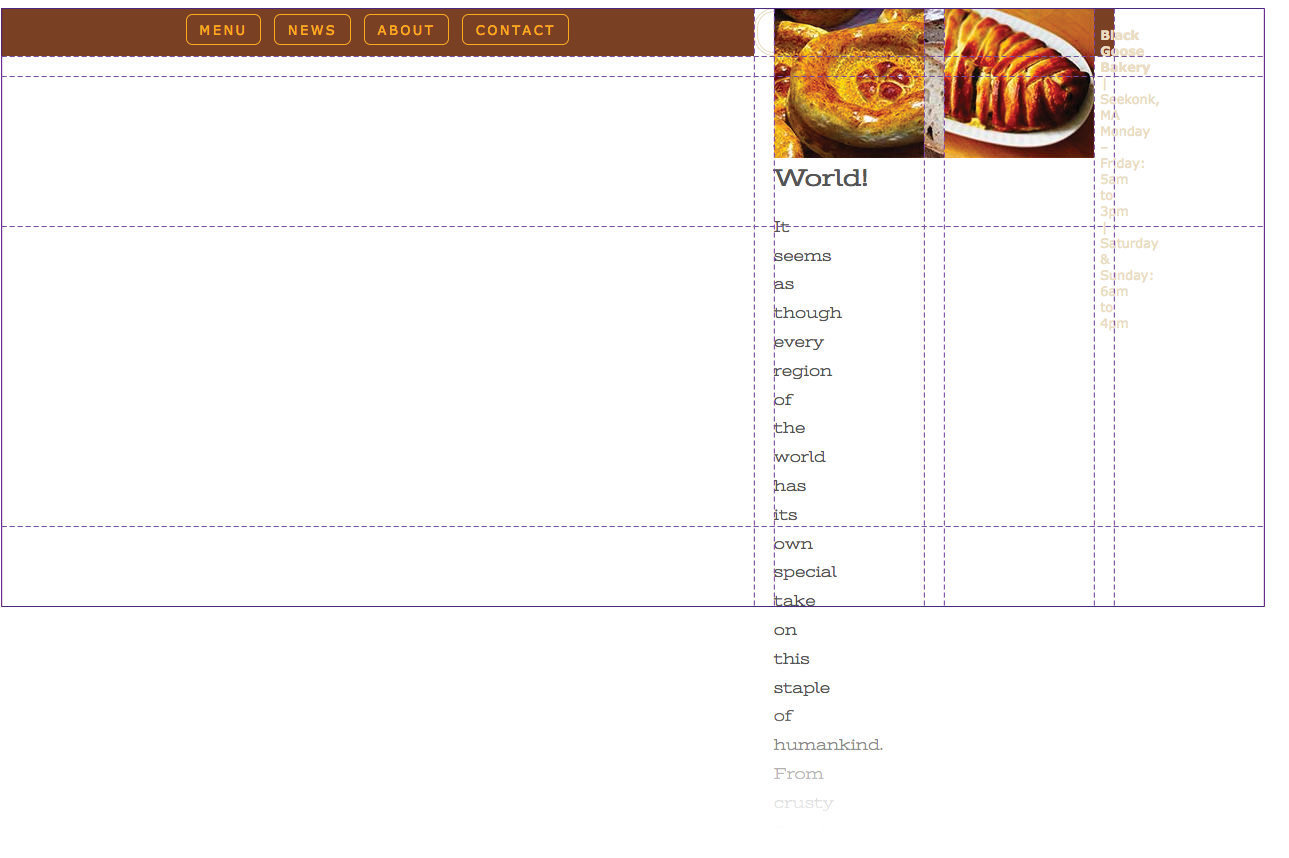 MENU NEWS ABOUT CONTACT
World!
It
seems
as
though
every
region
of
the
world
has
its
own
special
take
on
this
staple
of
humankind.
From
crusty
Black
Goose
Bakery
|
Seekonk,
MA
Monday
–
Friday:
5am
to
3pm
|
Saturday
&
Sunday:
6am
to
4pm